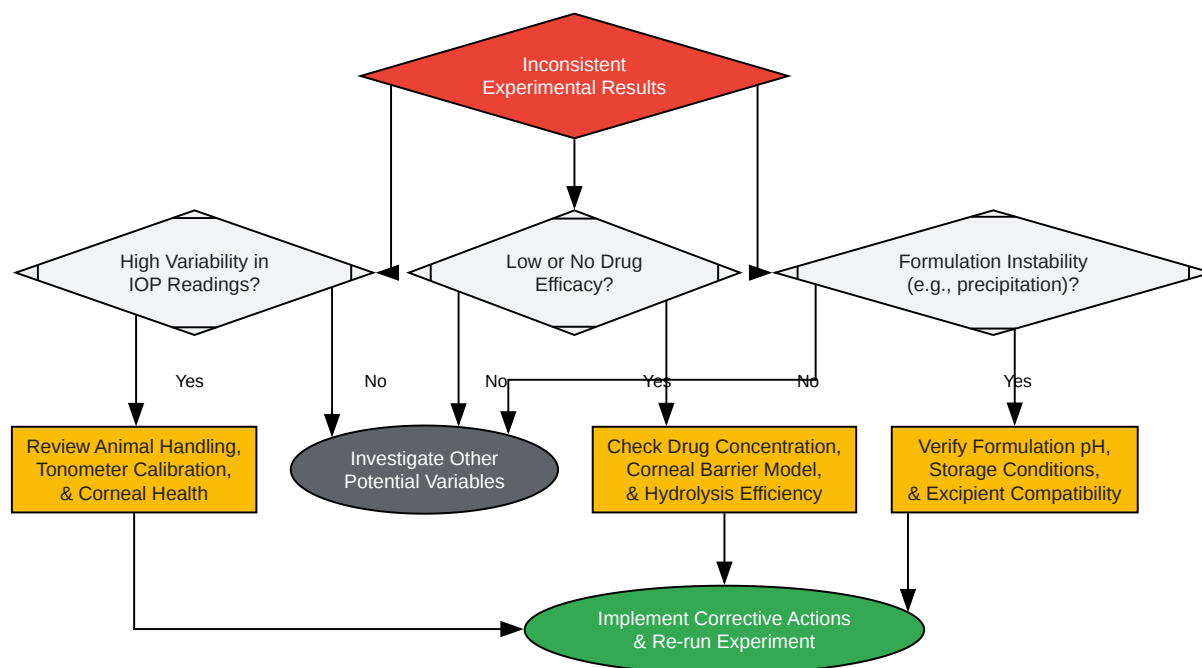 Inconsistent
Experimental Results
High Variability in
IOP Readings?
Low or No Drug
Efficacy?
Formulation Instability
(e.g., precipitation)?
Yes
No
No
Yes
No
Yes
Review Animal Handling,
Tonometer Calibration,
& Corneal Health
Investigate Other
Potential Variables
Check Drug Concentration,
Corneal Barrier Model,
& Hydrolysis Efficiency
Verify Formulation pH,
Storage Conditions,
& Excipient Compatibility
Implement Corrective Actions
& Re-run Experiment